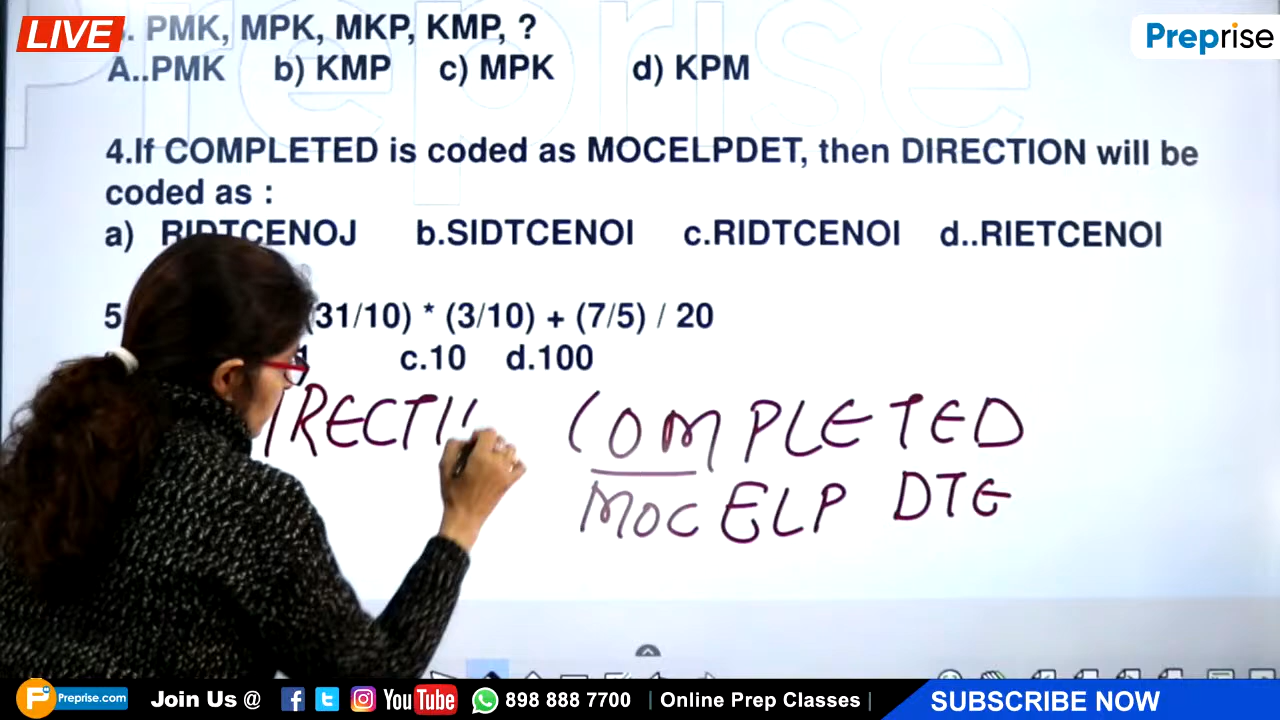 LIVE
. PMK, MPK, MKP, KMP, ?
Preprise
A..PMK b) KMP c) MPK d) KPM
Preprise
4.If COMPLETED is coded as MOCELPDET, then DIRECTION will be
coded as :
a) RIDTCENOJ b.SIDTCENOI c.RIDTCENOI d..RIETCENOI
5 (31/10) * (3/10) + (7/5) / 20
c.10 d.100
IRECTI COMPLETED
MOC ELP DTE
Preprise.com Join Us @ YouTube 898 888 7700 | Online Prep Classes | SUBSCRIBE NOW